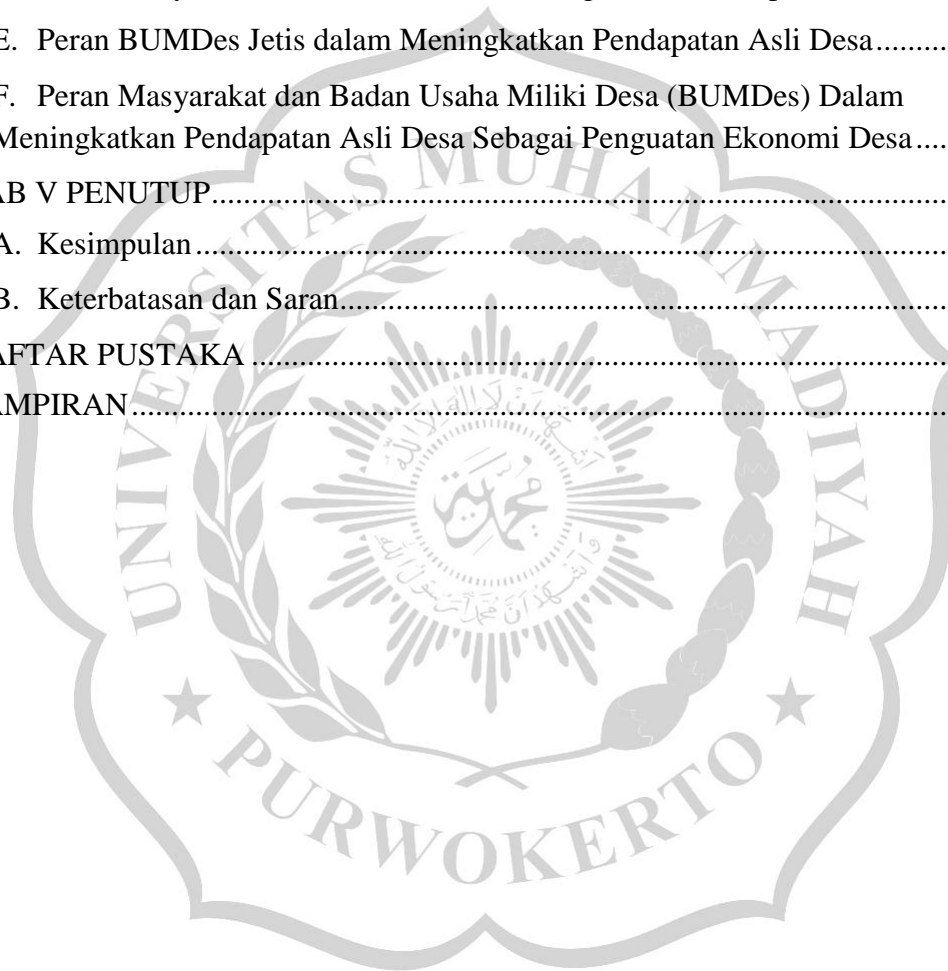 E. Peran BUMDes Jetis dalam Meningkatkan Pendapatan Asli Desa.........
F. Peran Masyarakat dan Badan Usaha Miliki Desa (BUMDes) Dalam
Meningkatkan Pendapatan Asli Desa Sebagai Penguatan Ekonomi Desa....
AB V PENUTUP..............................................................................................
A. Kesimpulan................................................................................................
B. Keterbatasan dan Saran.............................................................................
AFTAR PUSTAKA .........................................................................................
AMPIRAN.......................................................................................................
UNIVERSITAS MUHAMMADIYAH
★ PURWOKERTO ★
محمدية